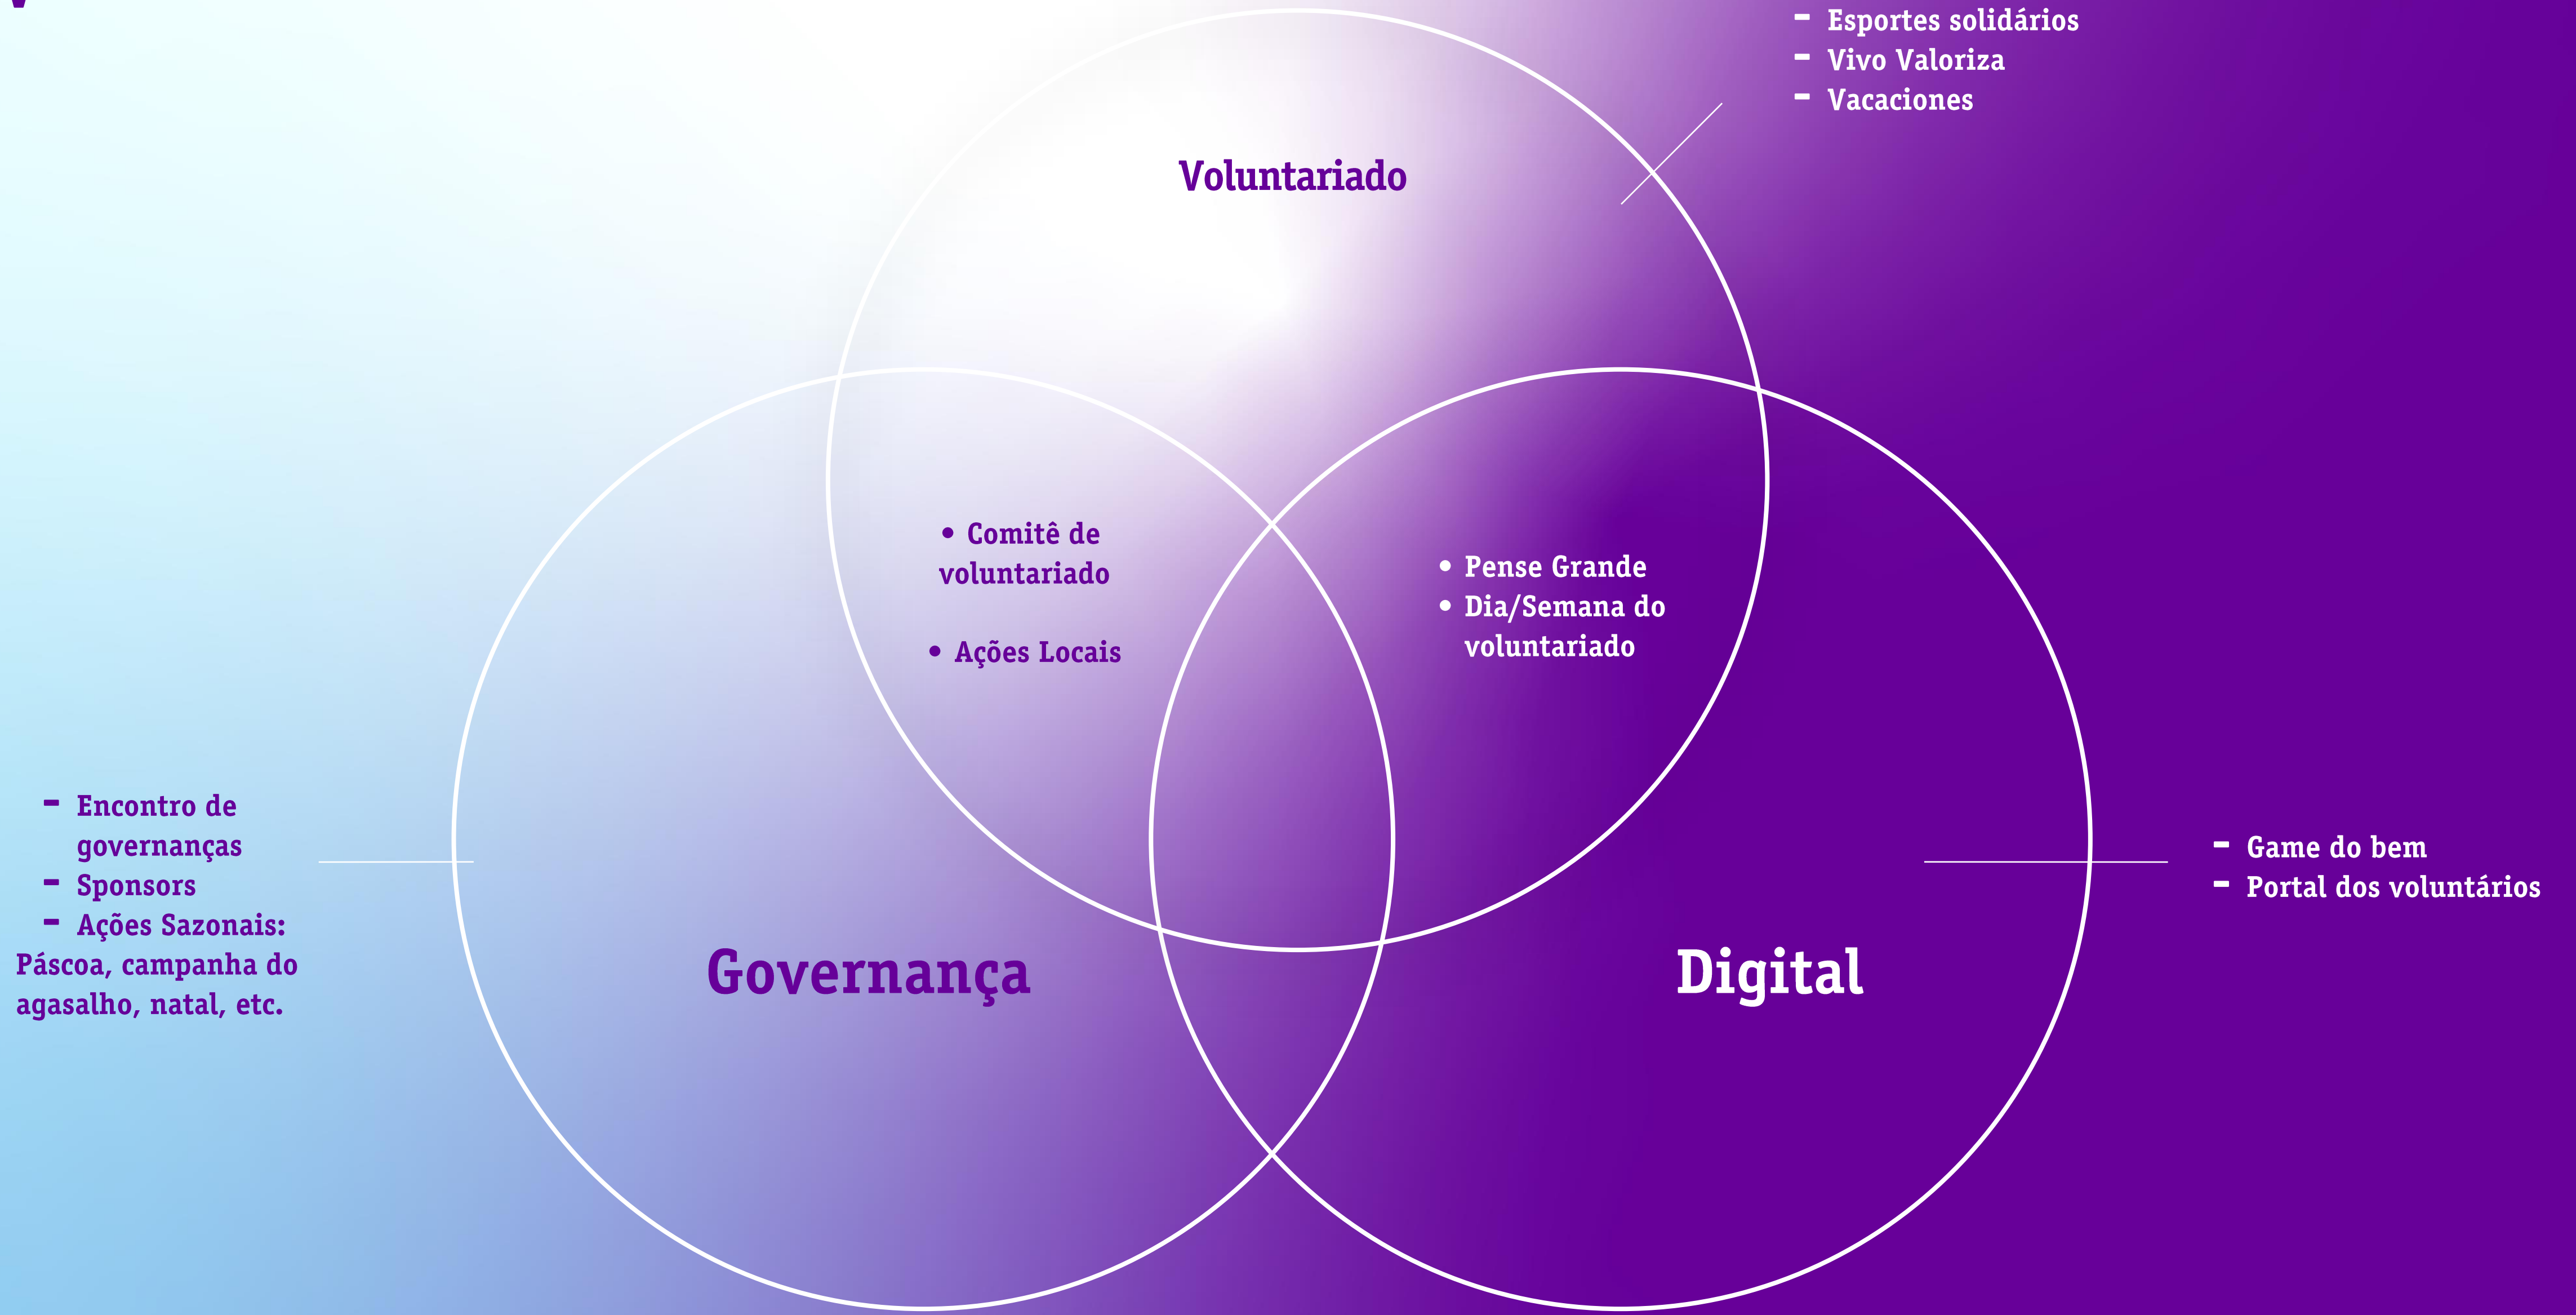 - Esportes solidários
- Vivo Valoriza
- Vacaciones
Voluntariado
• Comitê de
voluntariado
• Ações Locais
• Pense Grande
• Dia/Semana do
voluntariado
- Encontro de
governanças
- Sponsors
- Ações Sazonais:
Páscoa, campanha do
agasalho, natal, etc.
- Game do bem
- Portal dos voluntários
Governança
Digital